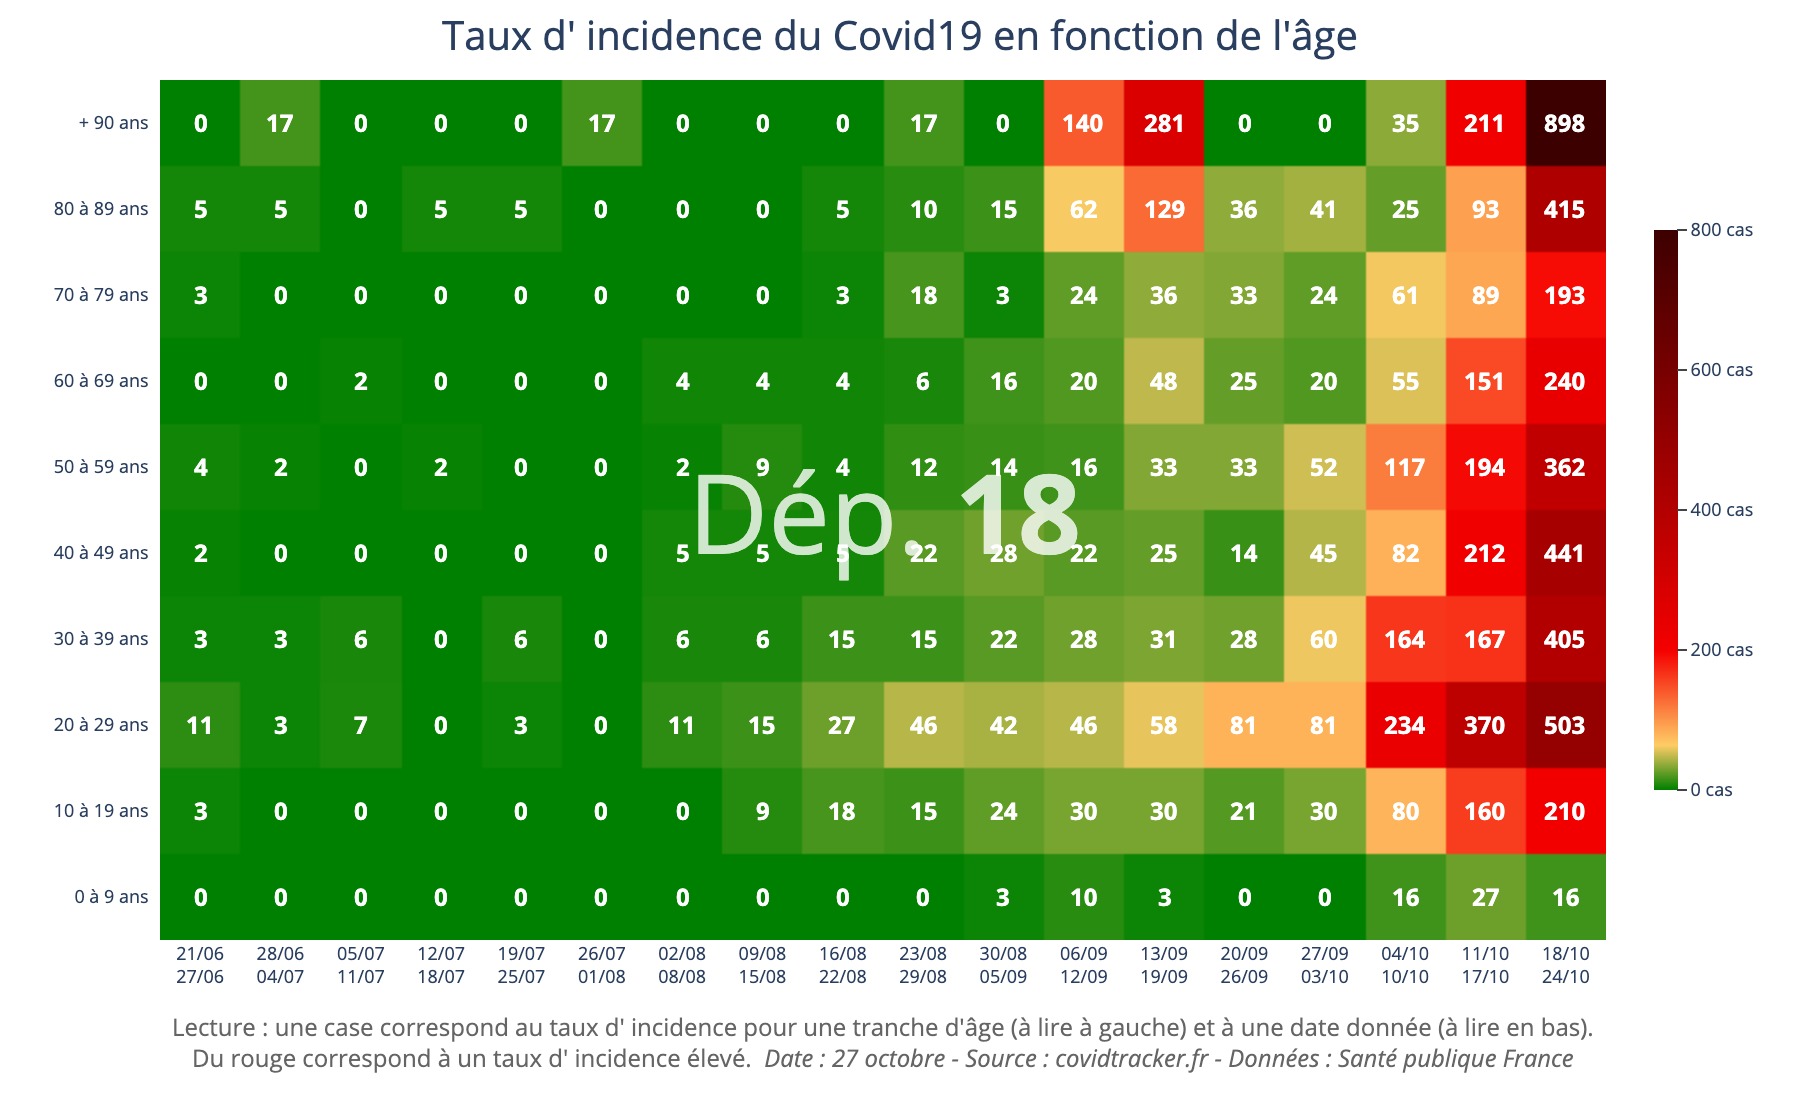 Taux d' incidence du Covid19 en fonction de l'âge
+ 90 ans 0 17 0 0 0 17 0 0 0 17 0 140 281 0 0 35 211 898
80 à 89 ans 5 5 0 5 5 0 0 0 5 10 15 62 129 36 41 25 93 415
800 cas
70 à 79 ans 3 0 0 0 0 0 0 0 3 18 3 24 36 33 24 61 89 193
60 à 69 ans 0 0 2 0 0 0 4 4 4 6 16 20 48 25 20 55 151 240
600 cas
50 à 59 ans 4 2 0 2 0 0 2 9 4 12 14 16 33 33 52 117 194 362
Dép. 18
400 cas
40 à 49 ans 2 0 0 0 0 0 5 5 5 22 28 22 25 14 45 82 212 441
30 à 39 ans 3 3 6 0 6 0 6 6 15 15 22 28 31 28 60 164 167 405
200 cas
20 à 29 ans 11 3 7 0 3 0 11 15 27 46 42 46 58 81 81 234 370 503
0 cas
10 à 19 ans 3 0 0 0 0 0 0 9 18 15 24 30 30 21 30 80 160 210
0 à 9 ans 0 0 0 0 0 0 0 0 0 0 3 10 3 0 0 16 27 16
21/06 28/06 05/07 12/07 19/07 26/07 02/08 09/08 16/08 23/08 30/08 06/09 13/09 20/09 27/09 04/10 11/10 18/10
27/06 04/07 11/07 18/07 25/07 01/08 08/08 15/08 22/08 29/08 05/09 12/09 19/09 26/09 03/10 10/10 17/10 24/10
Lecture : une case correspond au taux d' incidence pour une tranche d'âge (à lire à gauche) et à une date donnée (à lire en bas).
Du rouge correspond à un taux d' incidence élevé. Date : 27 octobre - Source : covidtracker.fr - Données : Santé publique France